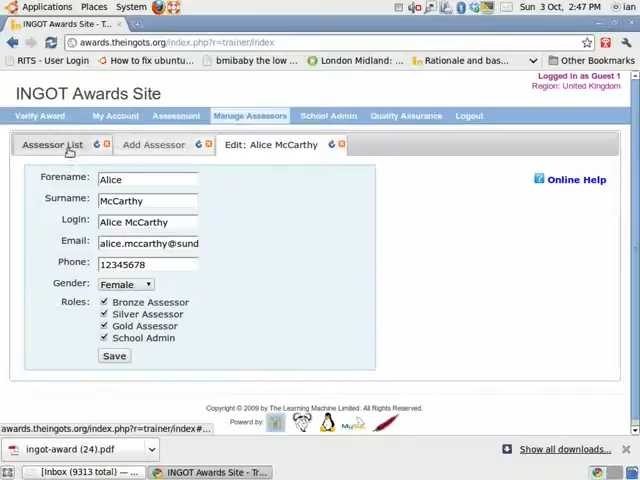 Applications Places System Sun 3 Oct, 2:47 PM ian
INGOT Awards Site - T...
awards.theingots.org/index.php?r=trainer/index
RITS - User Login How to fix ubuntu... bmibaby the low ... London Midland: ... Rationale and bas... Other Bookmarks
Logged in as Guest 1
Region: United Kingdom
INGOT Awards Site
Verify Award My Account Assessment Manage Assessors School Admin Quality Assurance Logout
Assessor List Add Assessor Edit: Alice McCarthy
Forename: Alice
Online Help
Surname: McCarthy
Login: Alice McCarthy
Email: alice.mccarthy@sund
Phone: 12345678
Gender: Female
Roles: Bronze Assessor
Silver Assessor
Gold Assessor
School Admin
Save
Copyright © 2009 by The Learning Machine Limited. All Rights Reserved.
Powered by:
awards.theingots.org/index.php?r=trainer/index#...
ingot-award (24).pdf Show all downloads...
[Inbox (9313 total) — ... INGOT Awards Site - Tr...